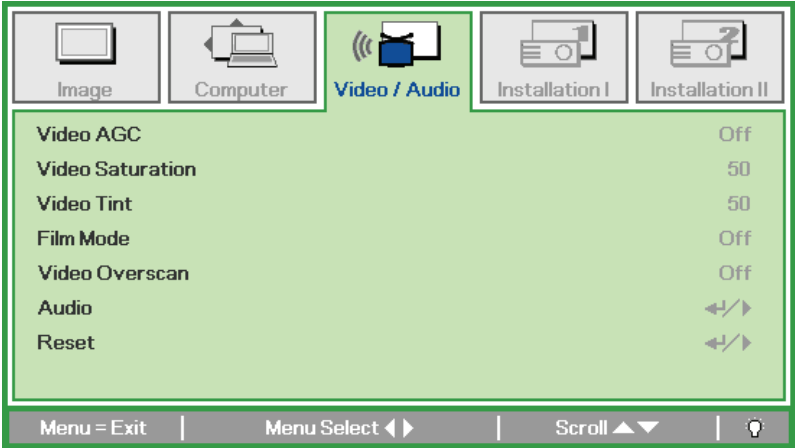 Image Computer Video / Audio Installation I Installation II
Video AGC Off
Video Saturation 50
Video Tint 50
Film Mode Off
Video Overscan Off
Audio
Reset
Menu = Exit Menu Select Scroll